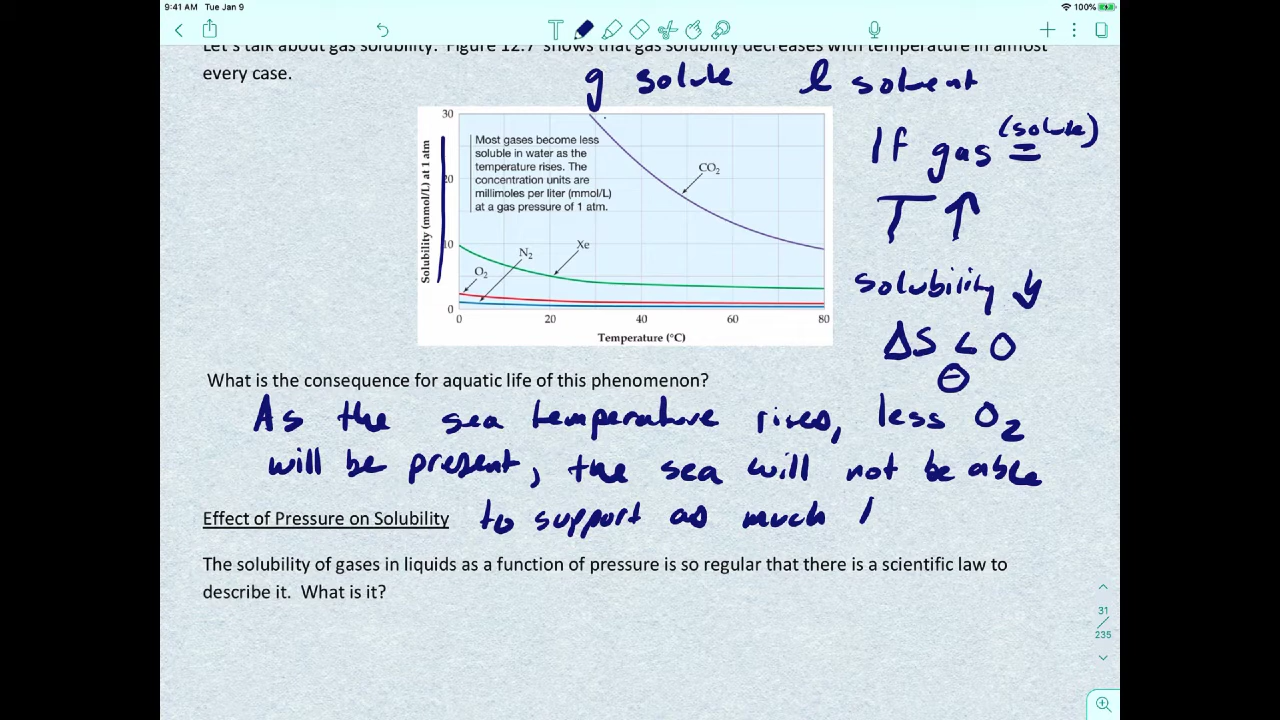 9:41 AM Tue Jan 9
100%
Let's talk about gas solubility. Figure 12.7 shows that gas solubility decreases with temperature in almost
every case.
g solute l solvent
If gas (solute)
T ↑
solubility ↓
ΔS < 0
⊖
30
20
10
0
Solubility (mmol/L) at 1 atm
Most gases become less
soluble in water as the
temperature rises. The
concentration units are
millimoles per liter (mmol/L)
at a gas pressure of 1 atm.
CO₂
Xe
N₂
O₂
0 20 40 60 80
Temperature (°C)
What is the consequence for aquatic life of this phenomenon?
As the sea temperature rises, less O₂
will be present, the sea will not be able
to support as much l
Effect of Pressure on Solubility
The solubility of gases in liquids as a function of pressure is so regular that there is a scientific law to
describe it. What is it?
31
/
235